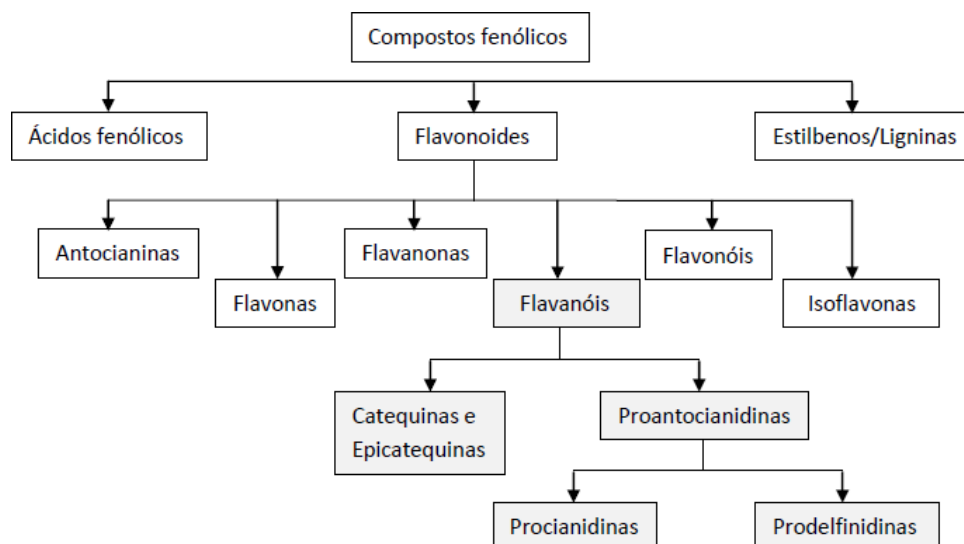 Compostos fenólicos
Ácidos fenólicos
Flavonoides
Estilbenos/Ligninas
Antocianinas
Flavanonas
Flavonóis
Flavonas
Flavanóis
Isoflavonas
Catequinas e
Epicatequinas
Proantocianidinas
Procianidinas
Prodelfinidinas